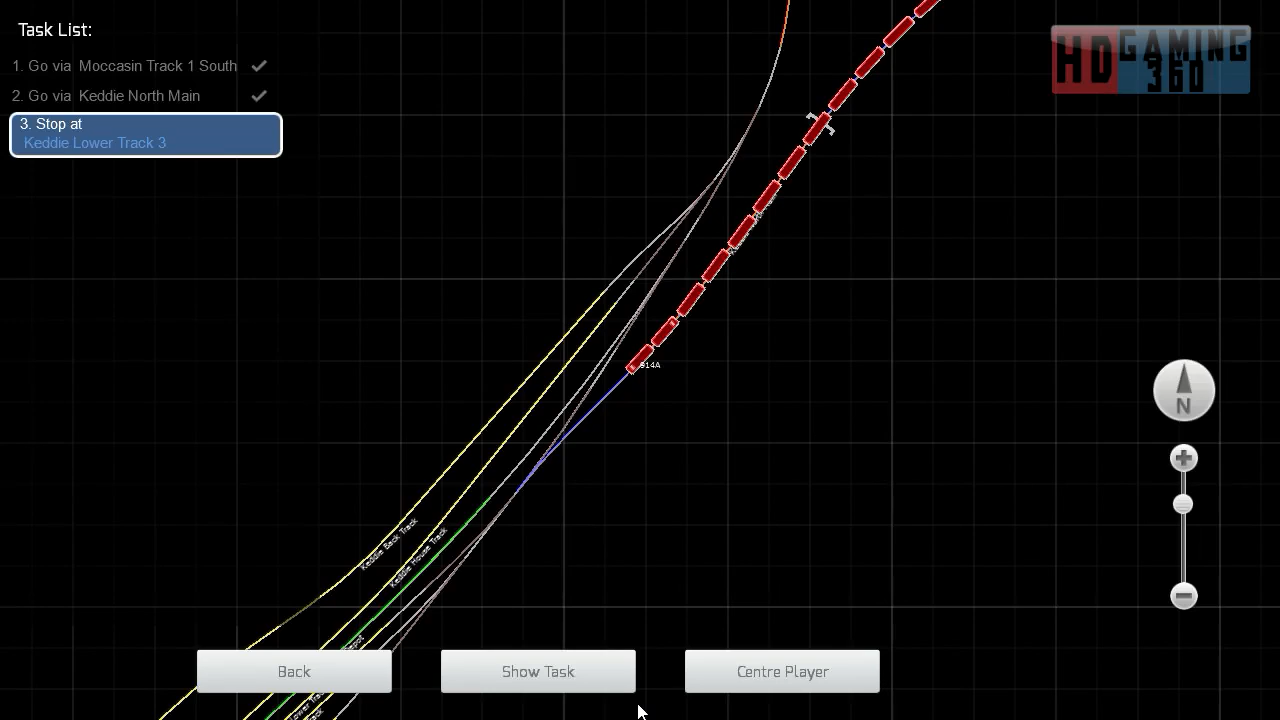 Task List:
1. Go via Moccasin Track 1 South
2. Go via Keddie North Main
3. Stop at
Keddie Lower Track 3
HD GAMING
360
914A
N
Keddie Back Track
Keddie House Track
Back
Show Task
Centre Player